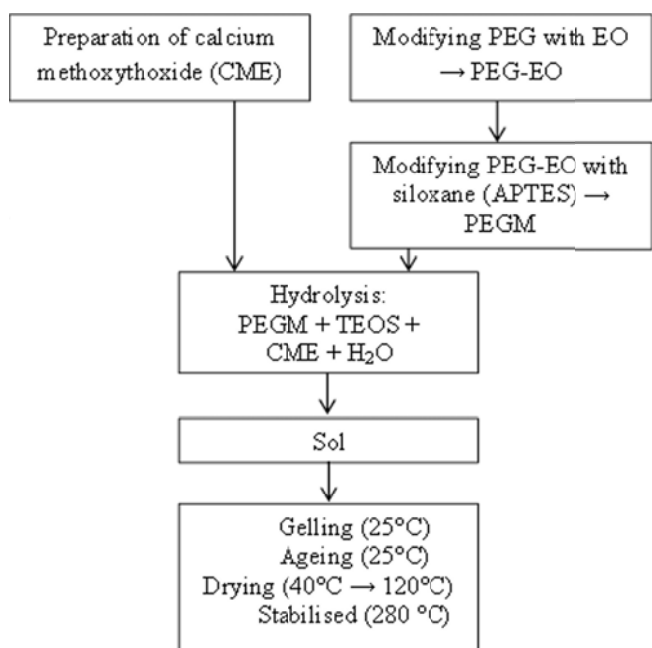 Preparation of calcium
methoxythoxide (CME)
Modifying PEG with EO
→ PEG-EO
Modifying PEG-EO with
siloxane (APTES) →
PEGM
Hydrolysis:
PEGM + TEOS +
CME + H₂O
Sol
Gelling (25°C)
Ageing (25°C)
Drying (40°C → 120°C)
Stabilised (280 °C)